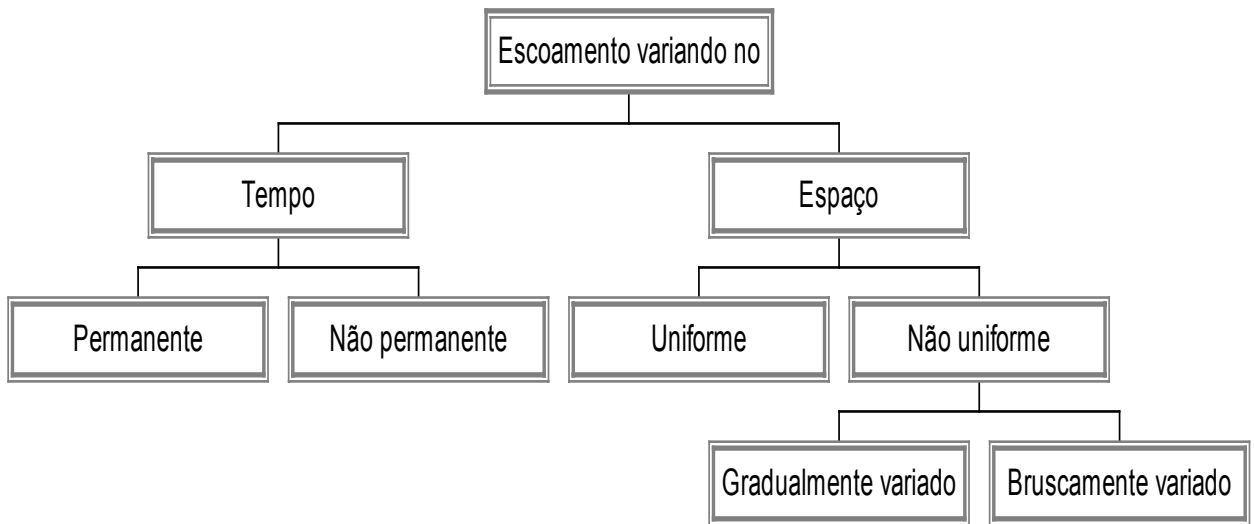 Escoamento variando no
Tempo
Espaço
Permanente
Não permanente
Uniforme
Não uniforme
Gradualmente variado
Bruscamente variado